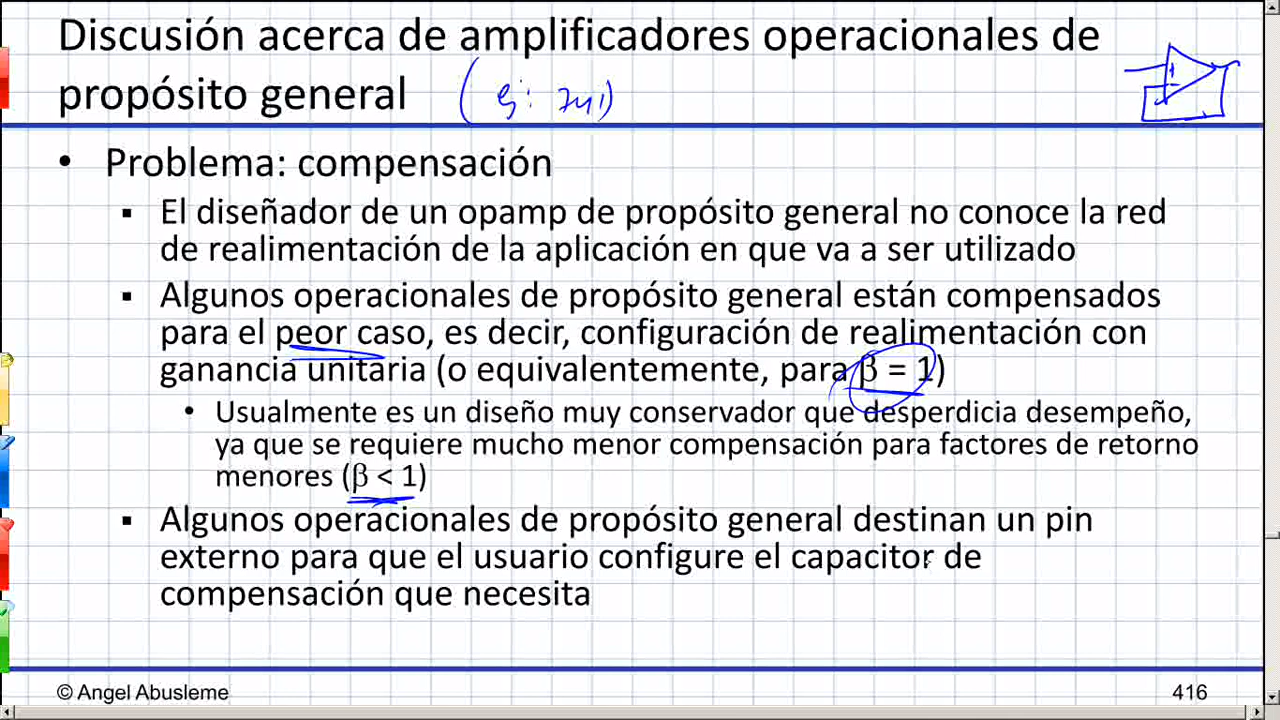 Discusión acerca de amplificadores operacionales de
propósito general (ej: 741)
• Problema: compensación
▪ El diseñador de un opamp de propósito general no conoce la red
de realimentación de la aplicación en que va a ser utilizado
▪ Algunos operacionales de propósito general están compensados
para el peor caso, es decir, configuración de realimentación con
ganancia unitaria (o equivalentemente, para β = 1)
• Usualmente es un diseño muy conservador que desperdicia desempeño,
ya que se requiere mucho menor compensación para factores de retorno
menores (β < 1)
▪ Algunos operacionales de propósito general destinan un pin
externo para que el usuario configure el capacitor de
compensación que necesita
© Angel Abusleme
416